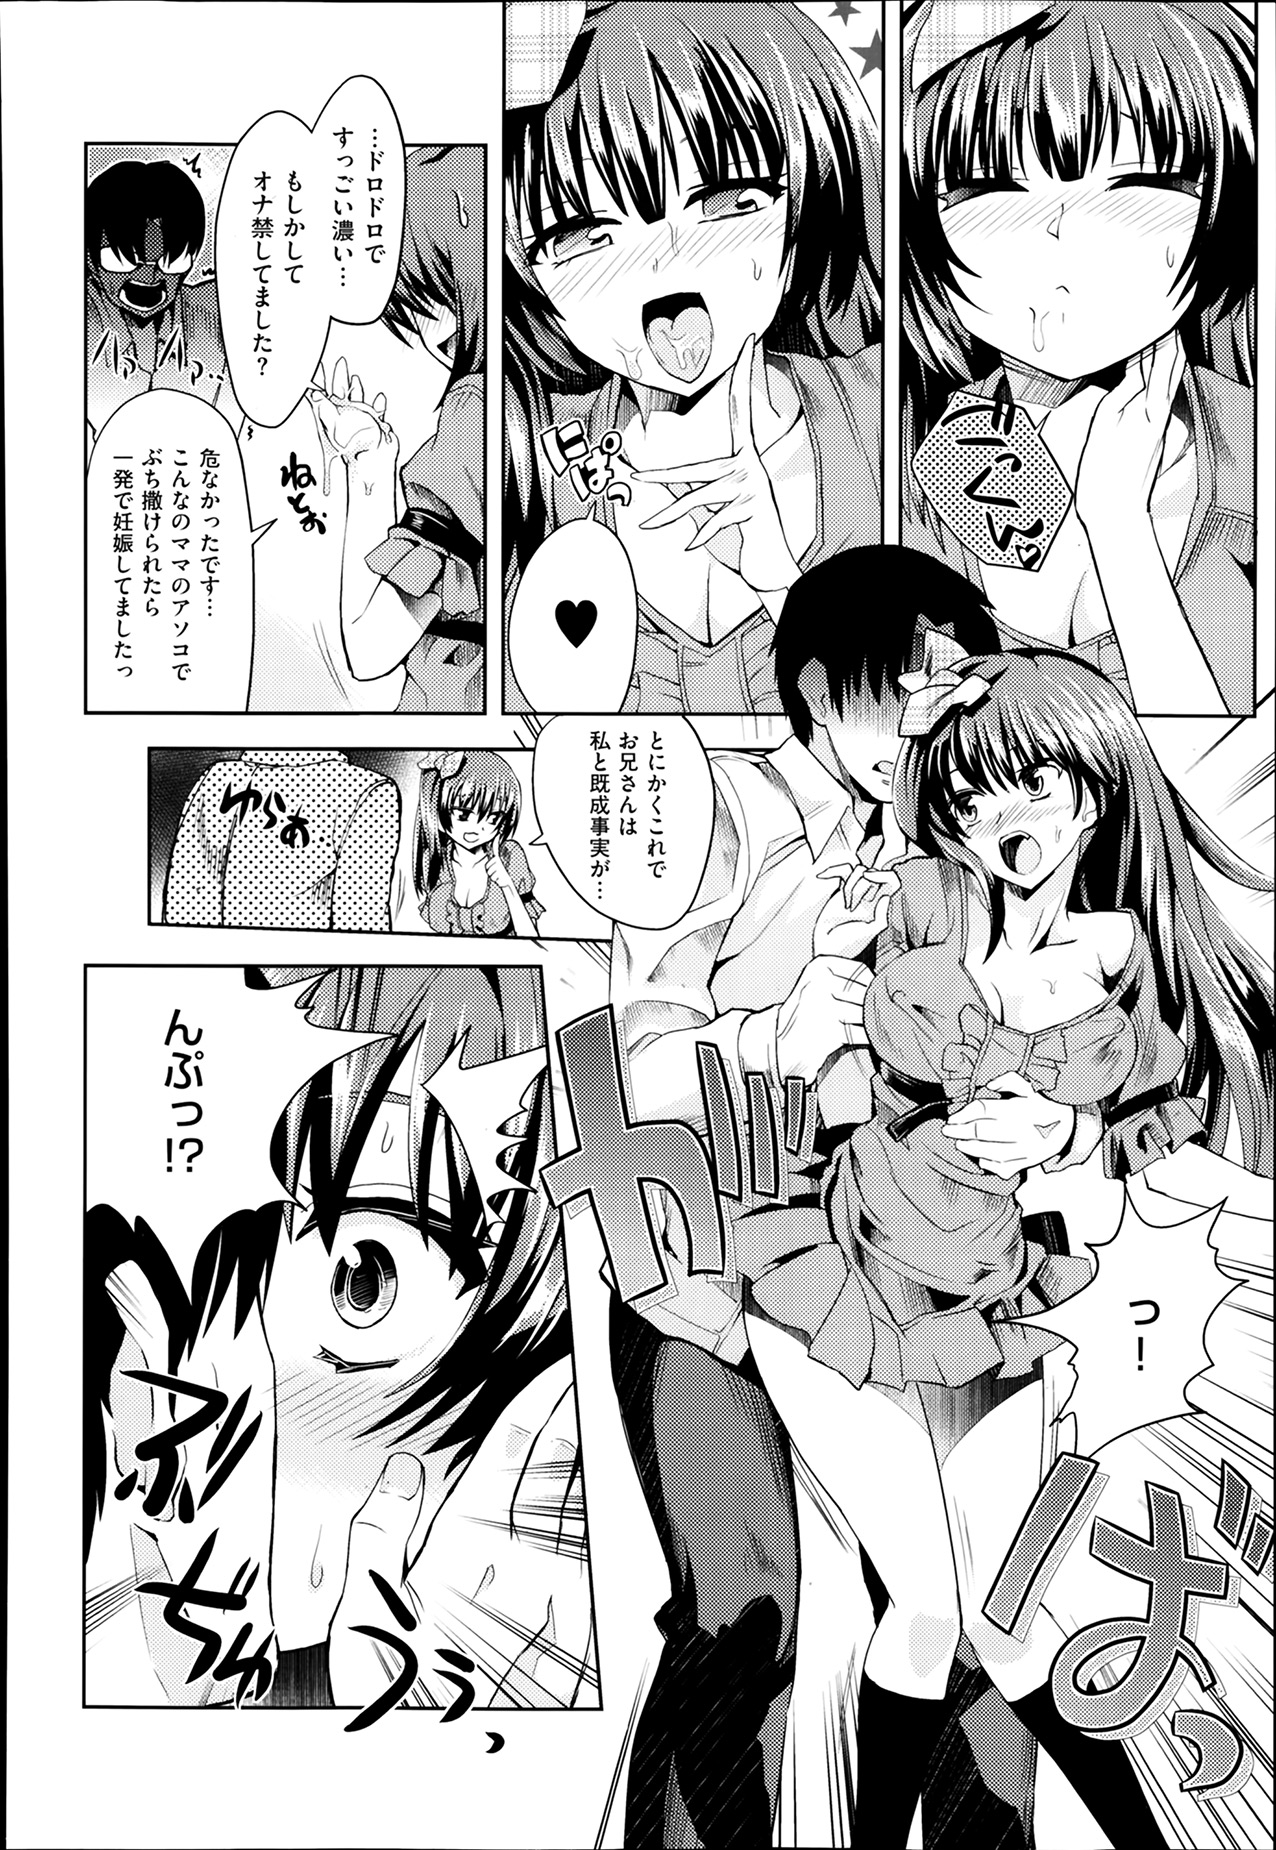 ごっくん♡
にぱっ
♥
…ドロドロで
すっごい濃い…
もしかして
オナ禁してました？
ねとぉ
危なかったです…
こんなのママのアソコで
ぶち撒けられたら
一発で妊娠してましたっ
とにかくこれで
お兄さんは
私と既成事実が…
ゆらぁ
っ！
ガ
ばっ
んぷっ!?
ぢゅ
うぅ